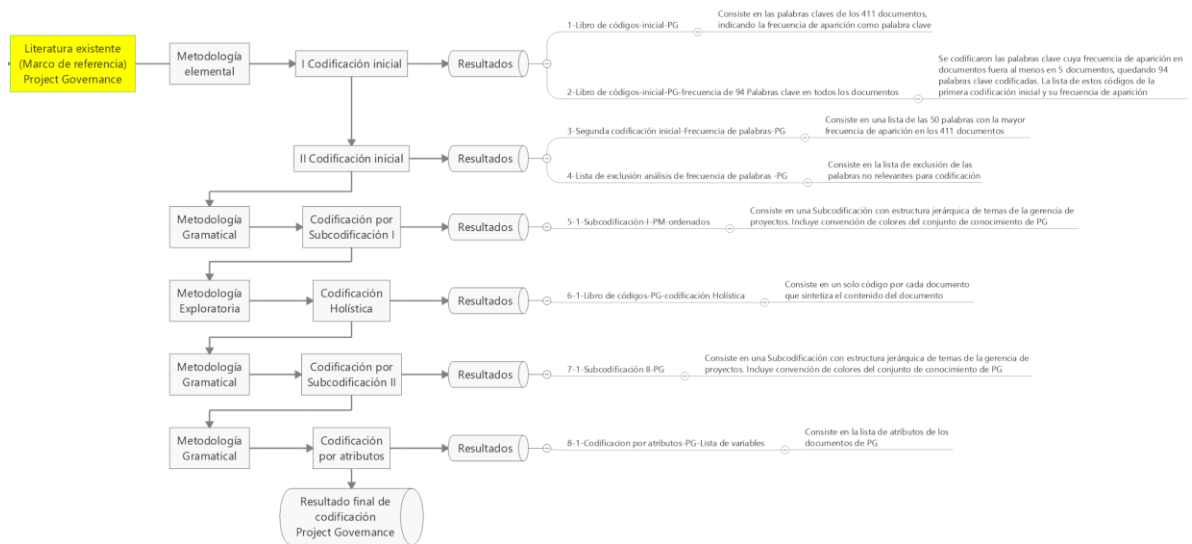 Literatura existente
(Marco de referencia)
Project Governance
Metodología
elemental
I Codificación inicial
Resultados
1-Libro de códigos-inicial-PG
Consiste en las palabras claves de los 411 documentos,
indicando la frecuencia de aparición como palabra clave
2-Libro de códigos-inicial-PG-frecuencia de 94 Palabras clave en todos los documentos
Se codificaron las palabras clave cuya frecuencia de aparición en
documentos fuera al menos en 5 documentos, quedando 94
palabras clave codificadas. La lista de estos códigos de la
primera codificación inicial y su frecuencia de aparición
II Codificación inicial
Resultados
3-Segunda codificación inicial-Frecuencia de palabras-PG
Consiste en una lista de las 50 palabras con la mayor
frecuencia de aparición en los 411 documentos
4-Lista de exclusión análisis de frecuencia de palabras -PG
Consiste en la lista de exclusión de las
palabras no relevantes para codificación
Metodología
Gramatical
Codificación por
Subcodificación I
Resultados
5-1-Subcodificación-I-PM-ordenados
Consiste en una Subcodificación con estructura jerárquica de temas de la gerencia de
proyectos. Incluye convención de colores del conjunto de conocimiento de PG
Metodología
Exploratoria
Codificación
Holística
Resultados
6-1-Libro de códigos-PG-codificación Holística
Consiste en un solo código por cada documento
que sintetiza el contenido del documento
Metodología
Gramatical
Codificación por
Subcodificación II
Resultados
7-1-Subcodificación II-PG
Consiste en una Subcodificación con estructura jerárquica de temas de la gerencia de
proyectos. Incluye convención de colores del conjunto de conocimiento de PG
Metodología
Gramatical
Codificación
por atributos
Resultados
8-1-Codificacion por atributos-PG-Lista de variables
Consiste en la lista de atributos de los
documentos de PG
Resultado final de
codificación
Project Governance